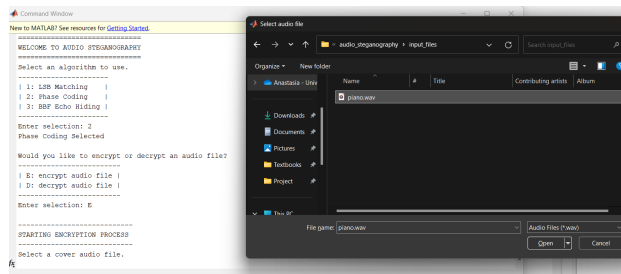 Command Window
New to MATLAB? See resources for Getting Started.
==============================
WELCOME TO AUDIO STEGANOGRAPHY
==============================
Select an algorithm to use.
----------------------
| 1: LSB Matching |
| 2: Phase Coding |
| 3: BBF Echo Hiding |
----------------------
Enter selection: 2
Phase Coding Selected
Would you like to encrypt or decrypt an audio file?
-------------------------
| E: encrypt audio file |
| D: decrypt audio file |
-------------------------
Enter selection: E
----------------------------
STARTING ENCRYPTION PROCESS
----------------------------
Select a cover audio file.
fx
Select audio file
audio_steganography > input_files
Search input_files
Organize
New folder
Anastasia - Univ
Name
#
Title
Contributing artists
Album
piano.wav
Downloads
Documents
Pictures
Textbooks
Project
This PC
File name:
piano.wav
Audio Files (*.wav)
Open
Cancel